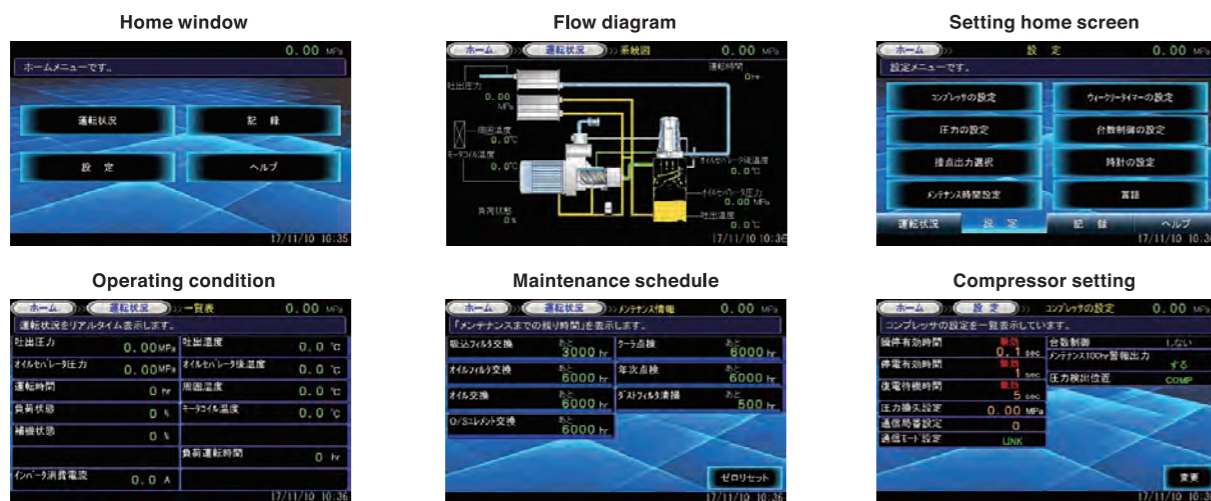 Home window
0.00 MPa
ホームメニューです。
運転状況
記 録
設 定
ヘルプ
17/11/10 10:35
Flow diagram
ホーム >> 運転状況 >> 系統図 0.00 MPa
運転時間
0hr
吐出圧力
0.00
MPa
周囲温度
0.0℃
モータコイル温度
0.0℃
オイルセパレータ後温度
0.0℃
オイルセパレータ圧力
0.00 MPa
負荷状態
0%
吐出温度
0.0℃
17/11/10 10:36
Setting home screen
ホーム >> 設 定 0.00 MPa
設定メニューです。
コンプレッサの設定
ウィークリータイマーの設定
圧力の設定
台数制御の設定
接点出力選択
時計の設定
メンテナンス時間設定
言語
運転状況 設 定 記 録 ヘルプ
17/11/10 10:36
Operating condition
ホーム >> 運転状況 >> 一覧表 0.00 MPa
運転状況をリアルタイム表示します。
吐出圧力 0.00MPa 吐出温度 0.0 ℃
オイルセパレータ圧力 0.00MPa オイルセパレータ後温度 0.0 ℃
運転時間 0 hr 周囲温度 0.0 ℃
負荷状態 0 % モータコイル温度 0.0 ℃
補機状態 0 %
負荷運転時間 0 hr
インバータ消費電流 0.0 A
17/11/10 10:36
Maintenance schedule
ホーム >> 運転状況 >> メンテナンス情報 0.00 MPa
「メンテナンスまでの残り時間」を表示します。
吸込フィルタ交換 あと 3000 hr クーラ点検 あと 6000 hr
オイルフィルタ交換 あと 6000 hr 年次点検 あと 6000 hr
オイル交換 あと 6000 hr ダストフィルタ清掃 あと 500 hr
O/Sエレメント交換 あと 6000 hr
ゼロリセット
17/11/10 10:36
Compressor setting
ホーム >> 設 定 >> コンプレッサの設定 0.00 MPa
コンプレッサの設定を一覧表示しています。
瞬停有効時間 無効 0.1 sec 台数制御 しない
停電有効時間 無効 1 sec メンテナンス100hr警報出力 する
復電待機時間 5 sec 圧力検出位置 COMP
圧力損失設定 0.00 MPa
通信局番設定 0
通信モード設定 LINK
変更
17/11/10 10:36